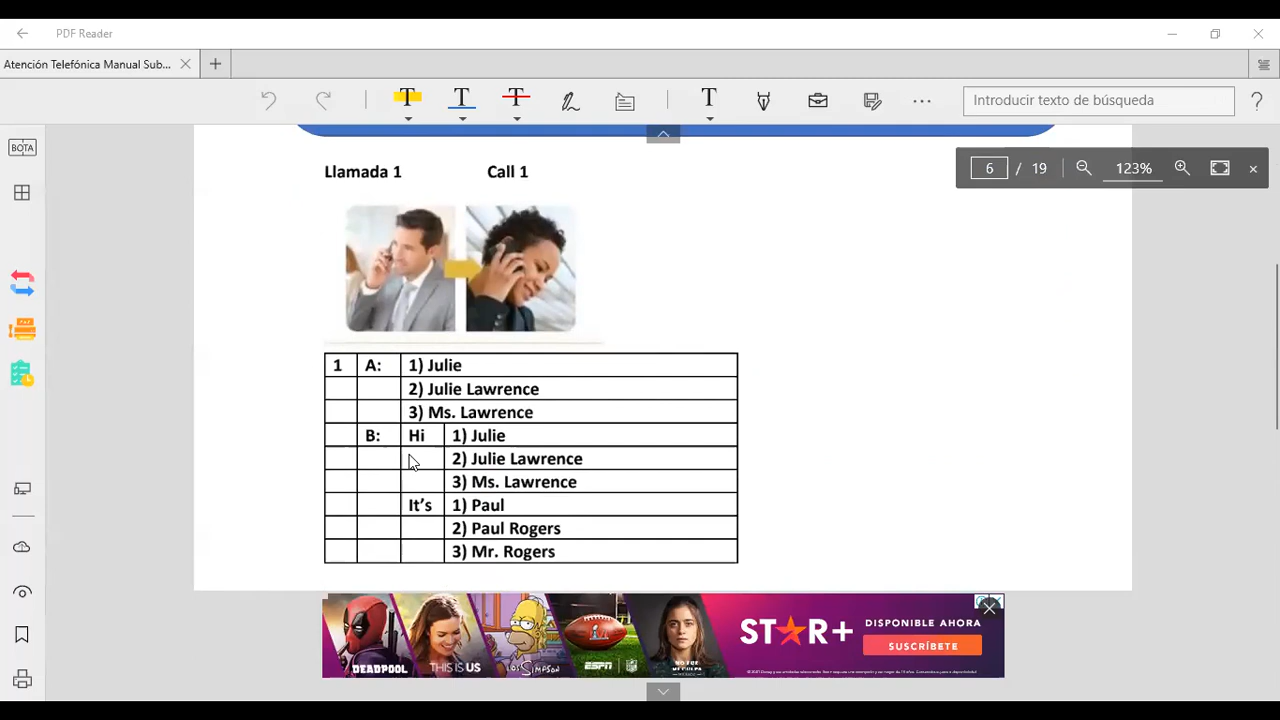 PDF Reader
Atención Telefónica Manual Sub...
T T T T
Introducir texto de búsqueda
?
BOTA
6 / 19
123%
Llamada 1 Call 1
1 A: 1) Julie
2) Julie Lawrence
3) Ms. Lawrence
B: Hi 1) Julie
2) Julie Lawrence
3) Ms. Lawrence
It's 1) Paul
2) Paul Rogers
3) Mr. Rogers
DEADPOOL
THIS IS US
LOS SIMPSON
ESPN
NFL
STAR+
DISPONIBLE AHORA
SUSCRÍBETE